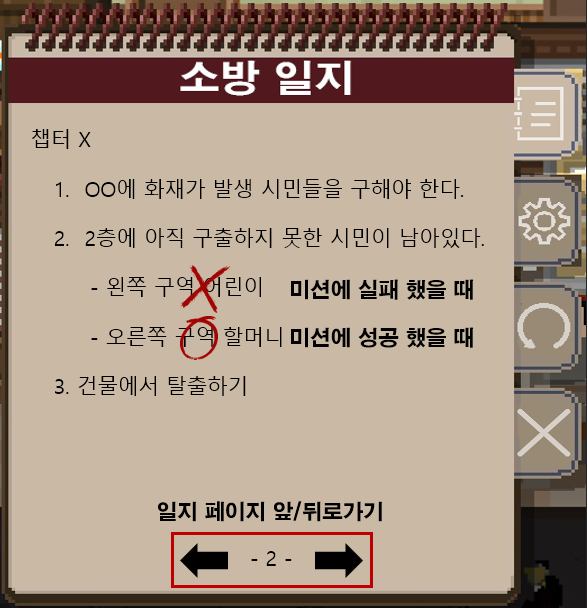 소방 일지
챕터 X
1. OO에 화재가 발생 시민들을 구해야 한다.
2. 2층에 아직 구출하지 못한 시민이 남아있다.
- 왼쪽 구역 어린이 미션에 실패 했을 때
- 오른쪽 구역 할머니 미션에 성공 했을 때
3. 건물에서 탈출하기
일지 페이지 앞/뒤로가기
- 2 -